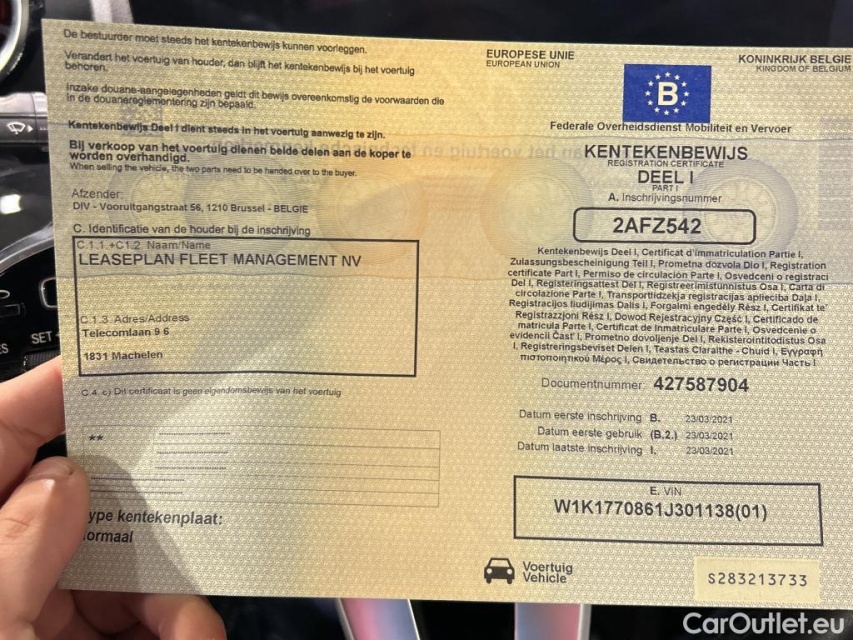 De bestuurder moet steeds het kentekenbewijs kunnen voorleggen.
Verandert het voertuig van houder, dan blijft het kentekenbewijs bij het voertuig
behoren.
Inzake douane-aangelegenheden geldt dit bewijs overeenkomstig de voorwaarden die
in de douanereglementering zijn bepaald.
Kentekenbewijs Deel I dient steeds in het voertuig aanwezig te zijn.
Bij verkoop van het voertuig dienen beide delen aan de koper te
worden overhandigd.
When selling the vehicle, the two parts need to be handed over to the buyer.
Afzender:
DIV - Vooruitgangstraat 56, 1210 Brussel - BELGIE
C. Identificatie van de houder bij de inschrijving
C.1.1.+C1.2. Naam/Name
LEASEPLAN FLEET MANAGEMENT NV
C.1.3. Adres/Address
Telecomlaan 9 6
1831 Machelen
C.4. c) Dit certificaat is geen eigendomsbewijs van het voertuig
**
ype kentekenplaat:
ormaal
EUROPESE UNIE
EUROPEAN UNION
KONINKRIJK BELGIE
KINGDOM OF BELGIUM
B
Federale Overheidsdienst Mobiliteit en Vervoer
KENTEKENBEWIJS
REGISTRATION CERTIFICATE
DEEL I
PART I
A. Inschrijvingsnummer
2AFZ542
Kentekenbewijs Deel I, Certificat d'immatriculation Partie I,
Zulassungsbescheinigung Teil I, Prometna dozvola Dio I, Registration
certificate Part I, Permiso de circulación Parte I, Osvedčeni o registraci
Del I, Registreringsattest Del I, Registreerimistunnistus Osa I, Carta di
circolazione Parte I, Transportlīdzekļa reģistrācijas apliecība Daļa I,
Registracijos liudijimas Dalis I, Forgalmi engedély Rész I, Ċertifikat ta'
Reġistrazzjoni Rész I, Dowod Rejestracyjny Część I, Certificado de
matrícula Parte I, Certificat de Inmatriculare Parte I, Osvedčenie o
evidencii Časť I, Prometno dovoljenje Del I, Rekisteröintitodistus Osa
I, Registreringsbeviset Delen I, Teastas Claraithe - Chuid I, Εγγραφή
πιστοποιητικού Μέρος I, Свидетельство о регистрации Часть I
Documentnummer 427587904
Datum eerste inschrijving B. 23/03/2021
Datum eerste gebruik (B.2.) 23/03/2021
Datum laatste inschrijving I. 23/03/2021
E. VIN
W1K1770861J301138(01)
Voertuig
Vehicle
S283213733
SET
CarOutlet.eu